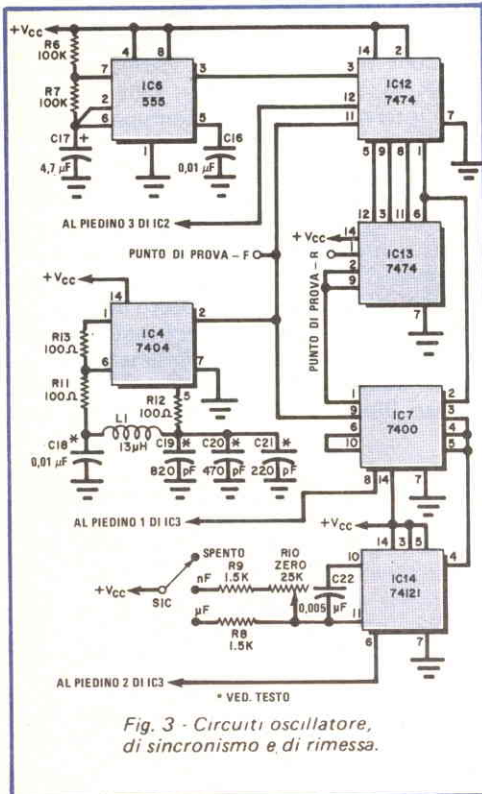 +VCC
R6
100K
R7
100K
C17
4,7 µF
+
4 8
7
2
6
3
5
1
IC6
555
C16
0,01 µF
14 2
3
12
11
7
5 9 8 1
IC12
7474
AL PIEDINO 3 DI IC2
PUNTO DI PROVA-F
+VCC
PUNTO DI PROVA-R
12 3 11 6
14
1
2
9
7
IC13
7474
+VCC
14
1
6
2
7
5
IC4
7404
R13
100Ω
R11
100Ω
R12
100Ω
L1
13µH
C18 *
0,01 µF
C19 *
820 pF
C20 *
470 pF
C21 *
220 pF
1
9
6
10
2
3
4
5
8 14 7
IC7
7400
AL PIEDINO 1 DI IC3
+VCC
14 3 5
10
11
4
6 7
IC14
74121
+VCC
SPENTO
S1C
nF
µF
R9
1.5K
RIO
ZERO
25K
R8
1.5K
C22
0,005 µF
AL PIEDINO 2 DI IC3
* VED. TESTO
Fig. 3 - Circuiti oscillatore,
di sincronismo e di rimessa.